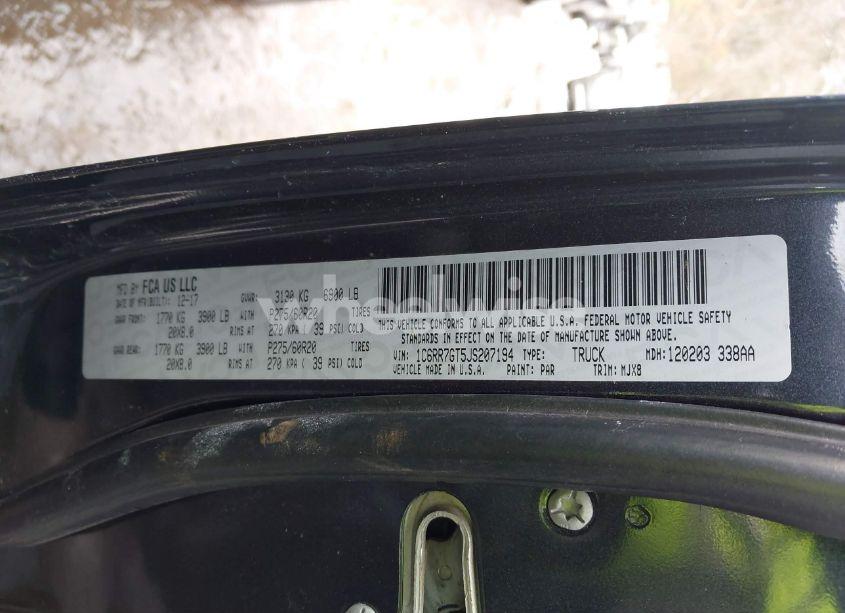 MFD BY FCA US LLC
DATE OF MFR(BUILT): 12-17 GVWR: 3130 KG 6900 LB
GAWR FRONT: 1770 KG 3900 LB WITH P275/60R20 TIRES
20X8.0 RIMS AT 270 KPA( 39 PSI) COLD
GAWR REAR: 1770 KG 3900 LB WITH P275/60R20 TIRES
20X8.0 RIMS AT 270 KPA ( 39 PSI) COLD
THIS VEHICLE CONFORMS TO ALL APPLICABLE U.S.A. FEDERAL MOTOR VEHICLE SAFETY
STANDARDS IN EFFECT ON THE DATE OF MANUFACTURE SHOWN ABOVE.
VIN: 1C6RR7GT5JS207194 TYPE: TRUCK MDH: 120203 338AA
VEHICLE MADE IN U.S.A. PAINT: PAR TRIM: MJX8
wheelwise